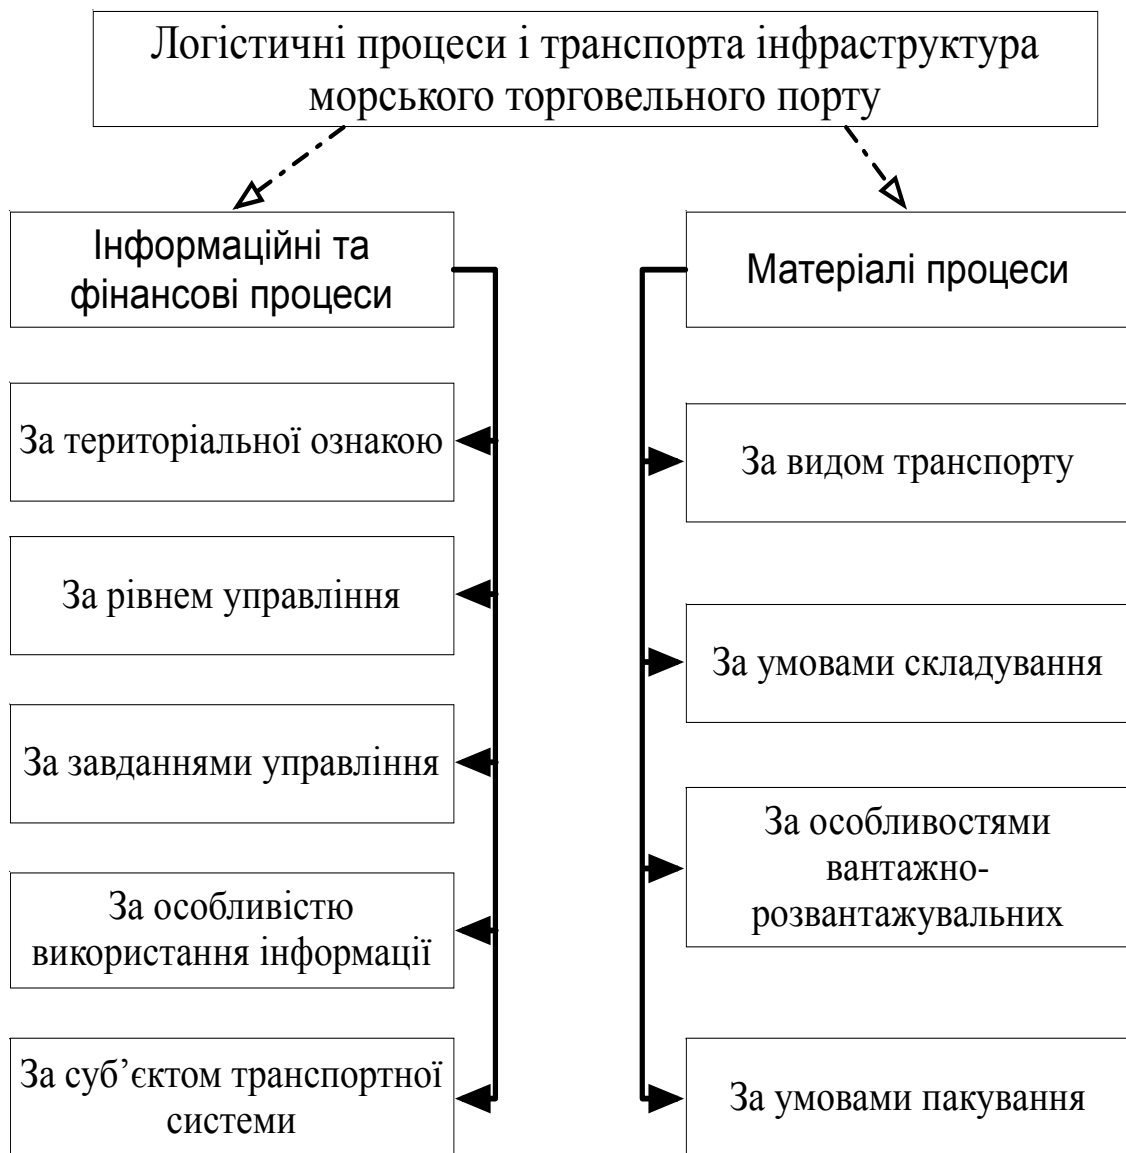 Логістичні процеси і транспорта інфраструктура
морського торговельного порту
Інформаційні та
фінансові процеси
За територіальної ознакою
За рівнем управління
За завданнями управління
За особливістю
використання інформації
За суб’єктом транспортної
системи
Матеріалі процеси
За видом транспорту
За умовами складування
За особливостями
вантажно-
розвантажувальних
За умовами пакування